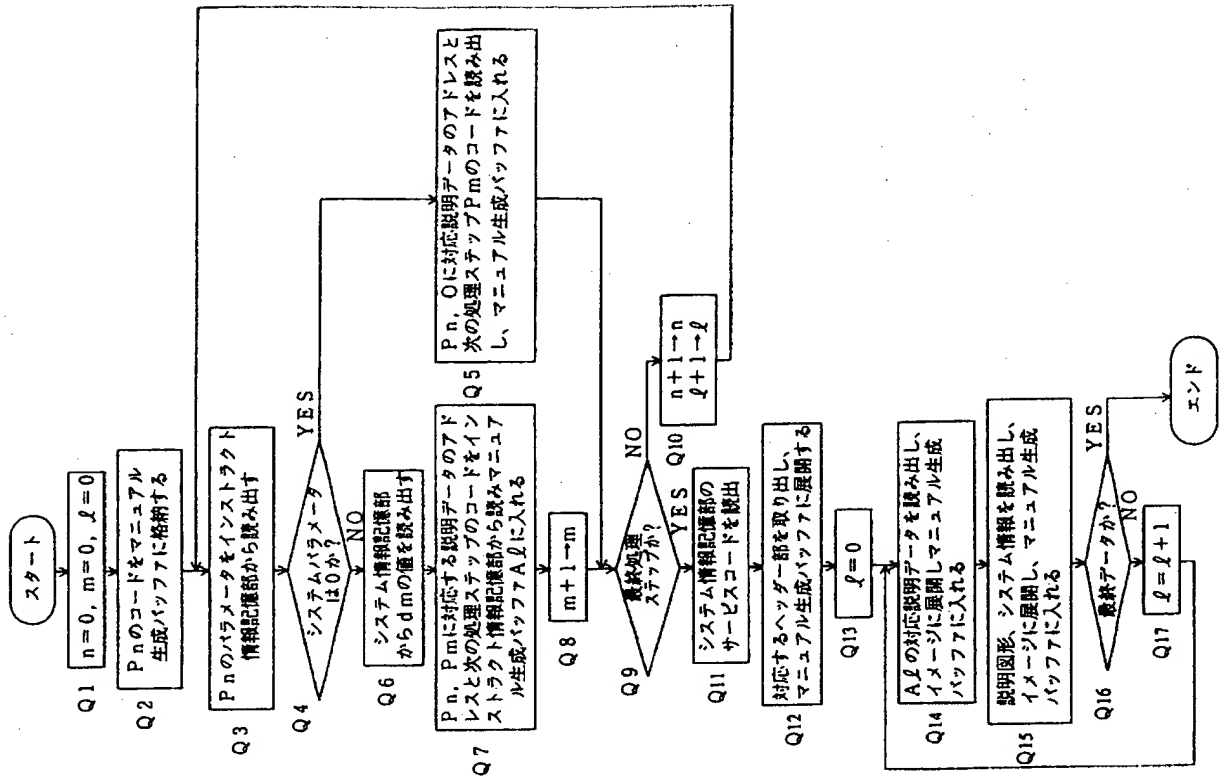 スタート
Q1
n=0, m=0, ℓ=0
Q2
Pnのコードをマニュアル
生成バッファに格納する
Q3
Pnのパラメータをインストラクト
情報記憶部から読み出す
Q4
システムパラメータ
は0か?
YES
NO
Q5
Pn, 0に対応説明データのアドレスと
次の処理ステップPmのコードを読み出
し、マニュアル生成バッファに入れる
Q6
システム情報記憶部
からdmの値を読み出す
Q7
Pn, Pmに対応する説明データのアド
レスと次の処理ステップのコードをイン
ストラクト情報記憶部から読みマニュア
ル生成バッファAℓに入れる
Q8
m+1→m
Q9
最終処理
ステップか?
NO
YES
Q10
n+1→n
ℓ+1→ℓ
Q11
システム情報記憶部の
サービスコードを読出
Q12
対応するヘッダー部を取り出し、
マニュアル生成バッファに展開する
Q13
ℓ=0
Q14
Aℓの対応説明データを読み出し、
イメージに展開しマニュアル生成
バッファに入れる
Q15
説明図形、システム情報を読み出し、
イメージに展開し、マニュアル生成
バッファに入れる
Q16
最終データか?
YES
NO
Q17
ℓ=ℓ+1
エンド